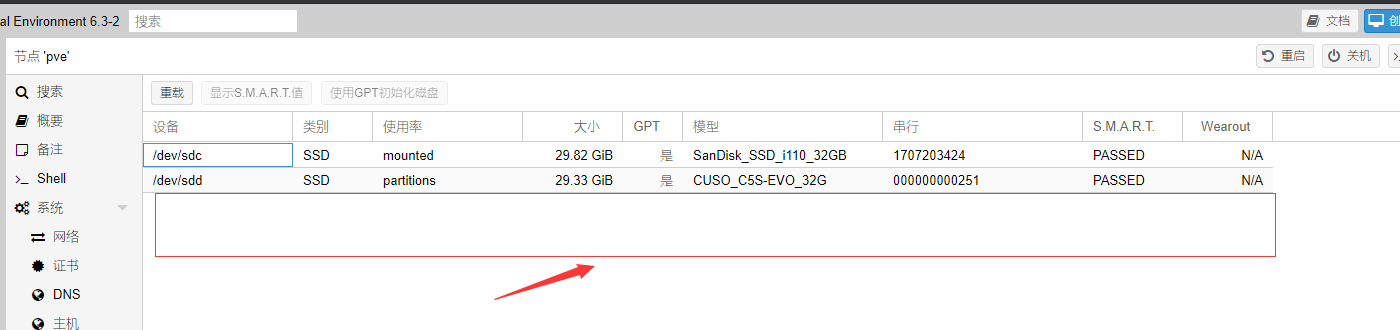 al Environment 6.3-2 搜索 文档 创
节点 'pve' 重启 关机
搜索 重载 显示S.M.A.R.T.值 使用GPT初始化磁盘
概要 设备 类别 使用率 大小 GPT 模型 串行 S.M.A.R.T. Wearout
备注 /dev/sdc SSD mounted 29.82 GiB 是 SanDisk_SSD_i110_32GB 1707203424 PASSED N/A
Shell /dev/sdd SSD partitions 29.33 GiB 是 CUSO_C5S-EVO_32G 000000000251 PASSED N/A
系统
网络
证书
DNS
主机